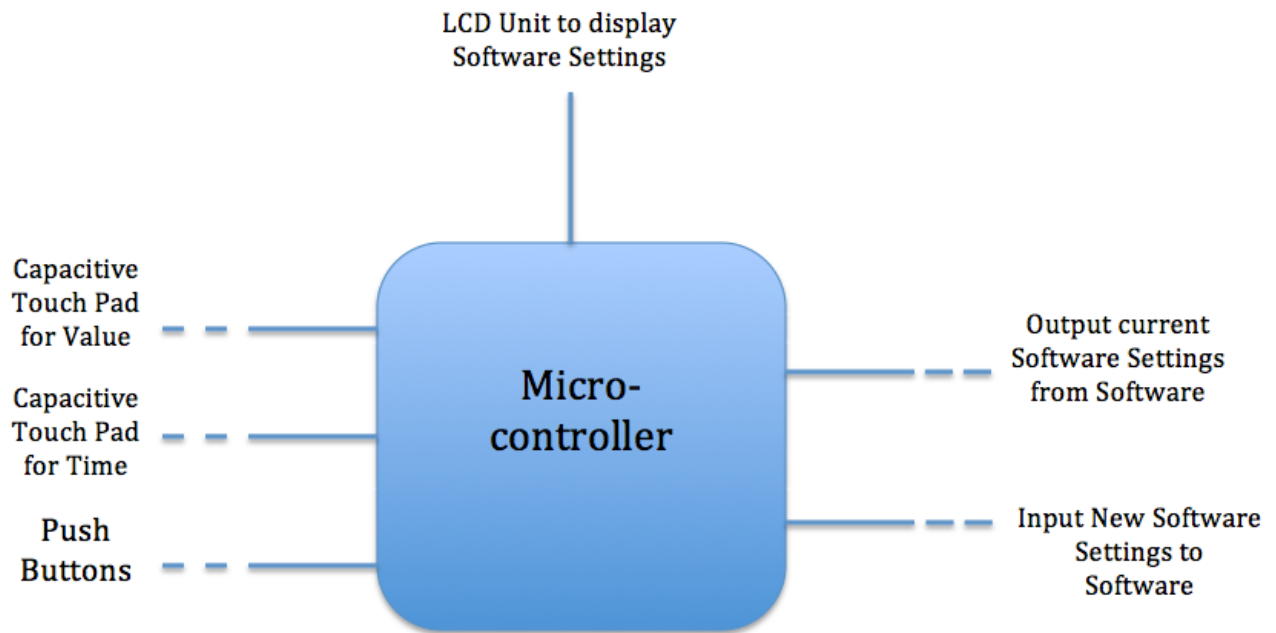 LCD Unit to display
Software Settings
Capacitive
Touch Pad
for Value
Capacitive
Touch Pad
for Time
Push
Buttons
Micro-
controller
Output current
Software Settings
from Software
Input New Software
Settings to
Software